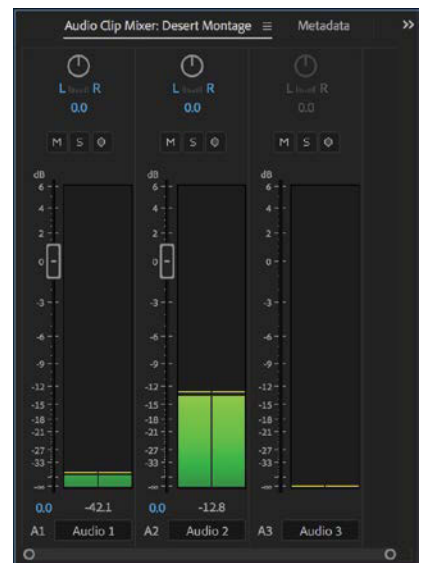 Audio Clip Mixer: Desert Montage Metadata
L R L R L R
0.0 0.0 0.0
M S M S M S
dB dB dB
6 6 6
4 4 4
2 2 2
0 0 0
-3 -3 -3
-6 -6 -6
-9 -9 -9
-12 -12 -12
-15 -15 -15
-18 -18 -18
-21 -21 -21
-27 -27 -27
-33 -33 -33
-∞ -∞ -∞
0.0 -42.1 0.0 -12.8
A1 Audio 1 A2 Audio 2 A3 Audio 3